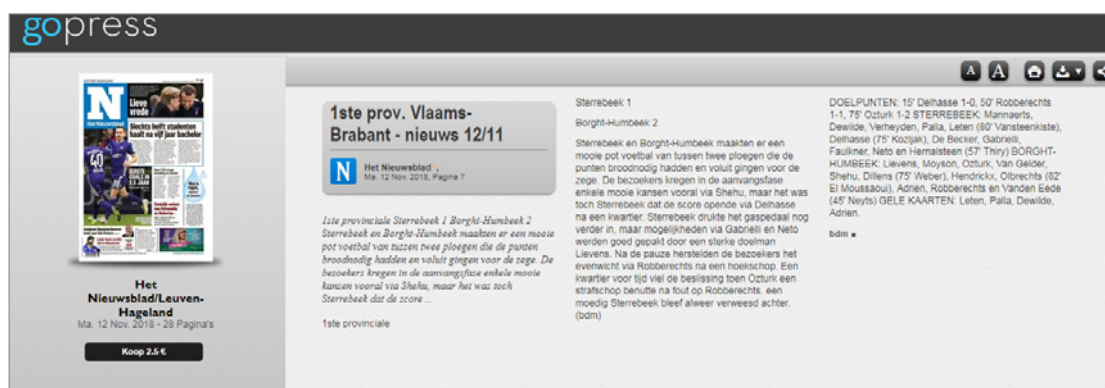 gopress
N
Het Nieuwsblad
Lieve
vrede
Slechts helft studenten
haalt na vijf jaar bachelor
EERSTE
GOALS IN
Het
Nieuwsblad/Leuven-
Hageland
Ma. 12 Nov. 2018 - 28 Pagina's
Koop 2.5 €
A A
1ste prov. Vlaams-
Brabant - nieuws 12/11
N
Het Nieuwsblad*,
Ma. 12 Nov. 2018, Pagina 7
1ste provinciale Sterrebeek 1 Borght-Humbeek 2
Sterrebeek en Borght-Humbeek maakten er een mooie
pot voetbal van tussen twee ploegen die de punten
broodnodig hadden en voluit gingen voor de zege. De
bezoekers kregen in de aanvangsfase enkele mooie
kansen vooral via Shehu, maar het was toch
Sterrebeek dat de score ...
1ste provinciale
Sterrebeek 1
Borght-Humbeek 2
Sterrebeek en Borght-Humbeek maakten er een
mooie pot voetbal van tussen twee ploegen die de
punten broodnodig hadden en voluit gingen voor de
zege. De bezoekers kregen in de aanvangsfase
enkele mooie kansen vooral via Shehu, maar het was
toch Sterrebeek dat de score opende via Delhasse
na een kwartier. Sterrebeek drukte het gaspedaal nog
verder in, maar mogelijkheden via Gabrielli en Neto
werden goed gepakt door een sterke doelman
Lievens. Na de pauze herstelden de bezoekers het
evenwicht via Robberechts na een hoekschop. Een
kwartier voor tijd viel de beslissing toen Ozturk een
strafschop benutte na fout op Robberechts. een
moedig Sterrebeek bleef alweer verweesd achter.
(bdm)
DOELPUNTEN: 15' Delhasse 1-0, 50' Robberechts
1-1, 75' Ozturk 1-2 STERREBEEK: Mannaerts,
Dewilde, Verheyden, Palla, Leten (80' Vansteenkiste),
Delhasse (75' Kozljak), De Becker, Gabrielli,
Faulkner, Neto en Hernalsteen (57' Thiry) BORGHT-
HUMBEEK: Lievens, Moyson, Ozturk, Van Gelder,
Shehu, Dillens (75' Weber), Hendrickx, Olbrechts (82'
El Moussaoui), Adrien, Robberechts en Vanden Eede
(45' Neyts) GELE KAARTEN: Leten, Palla, Dewilde,
Adrien.
bdm ■